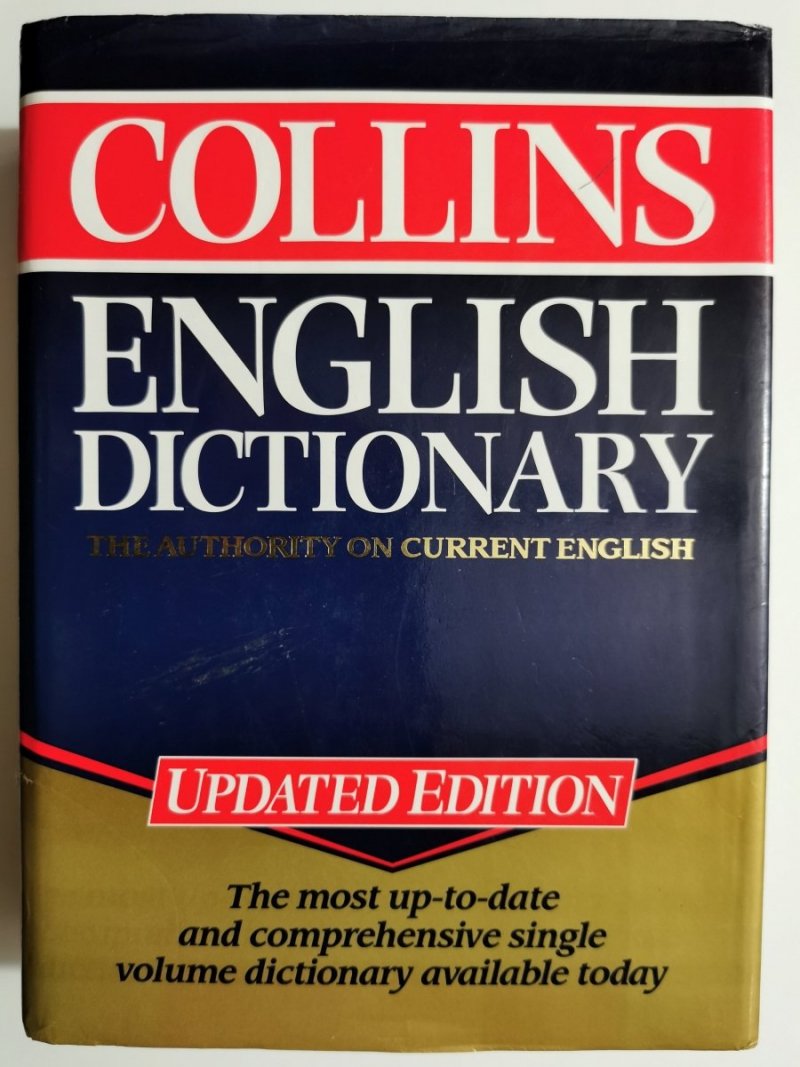 COLLINS
ENGLISH
DICTIONARY
THE AUTHORITY ON CURRENT ENGLISH
UPDATED EDITION
The most up-to-date
and comprehensive single
volume dictionary available today